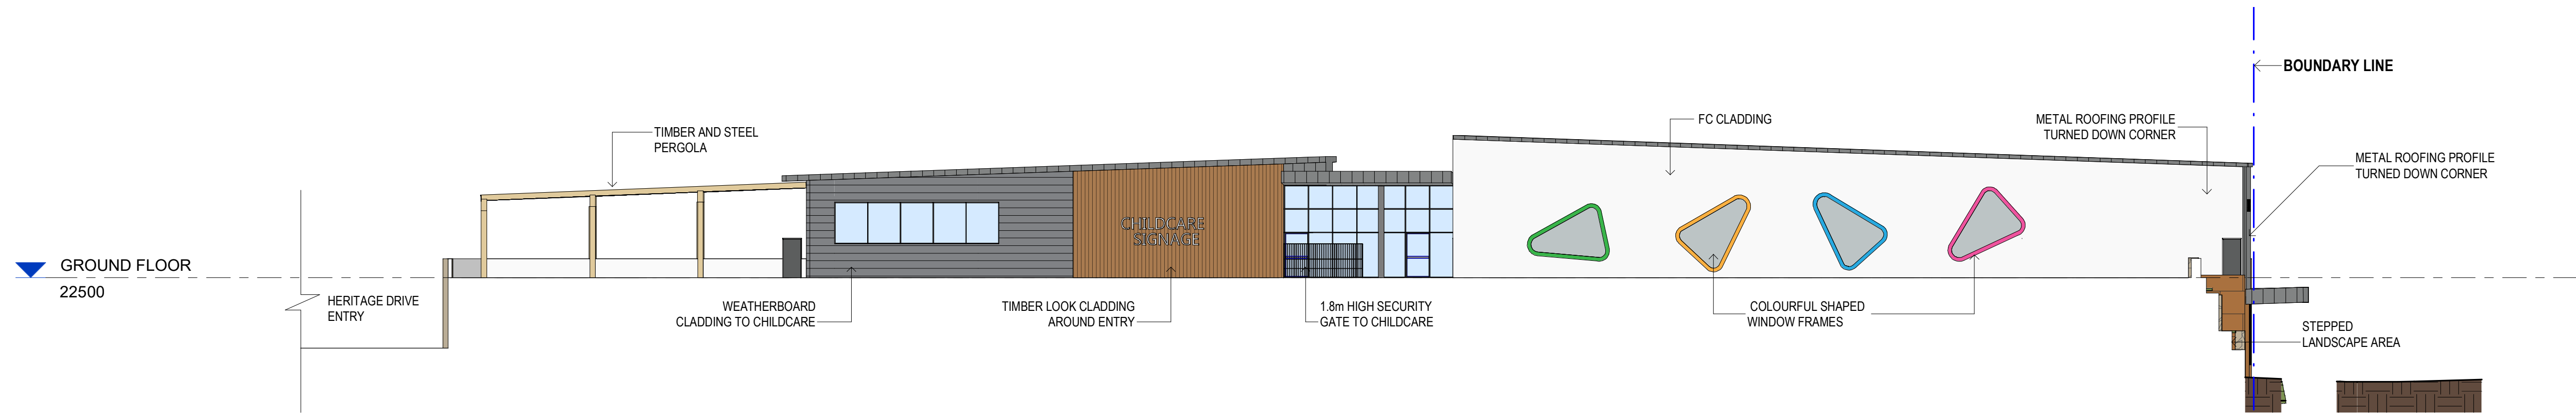 BOUNDARY LINE
TIMBER AND STEEL
PERGOLA
FC CLADDING
METAL ROOFING PROFILE
TURNED DOWN CORNER
METAL ROOFING PROFILE
TURNED DOWN CORNER
CHILDCARE
SIGNAGE
GROUND FLOOR
22500
HERITAGE DRIVE
ENTRY
WEATHERBOARD
CLADDING TO CHILDCARE
TIMBER LOOK CLADDING
AROUND ENTRY
1.8m HIGH SECURITY
GATE TO CHILDCARE
COLOURFUL SHAPED
WINDOW FRAMES
STEPPED
LANDSCAPE AREA